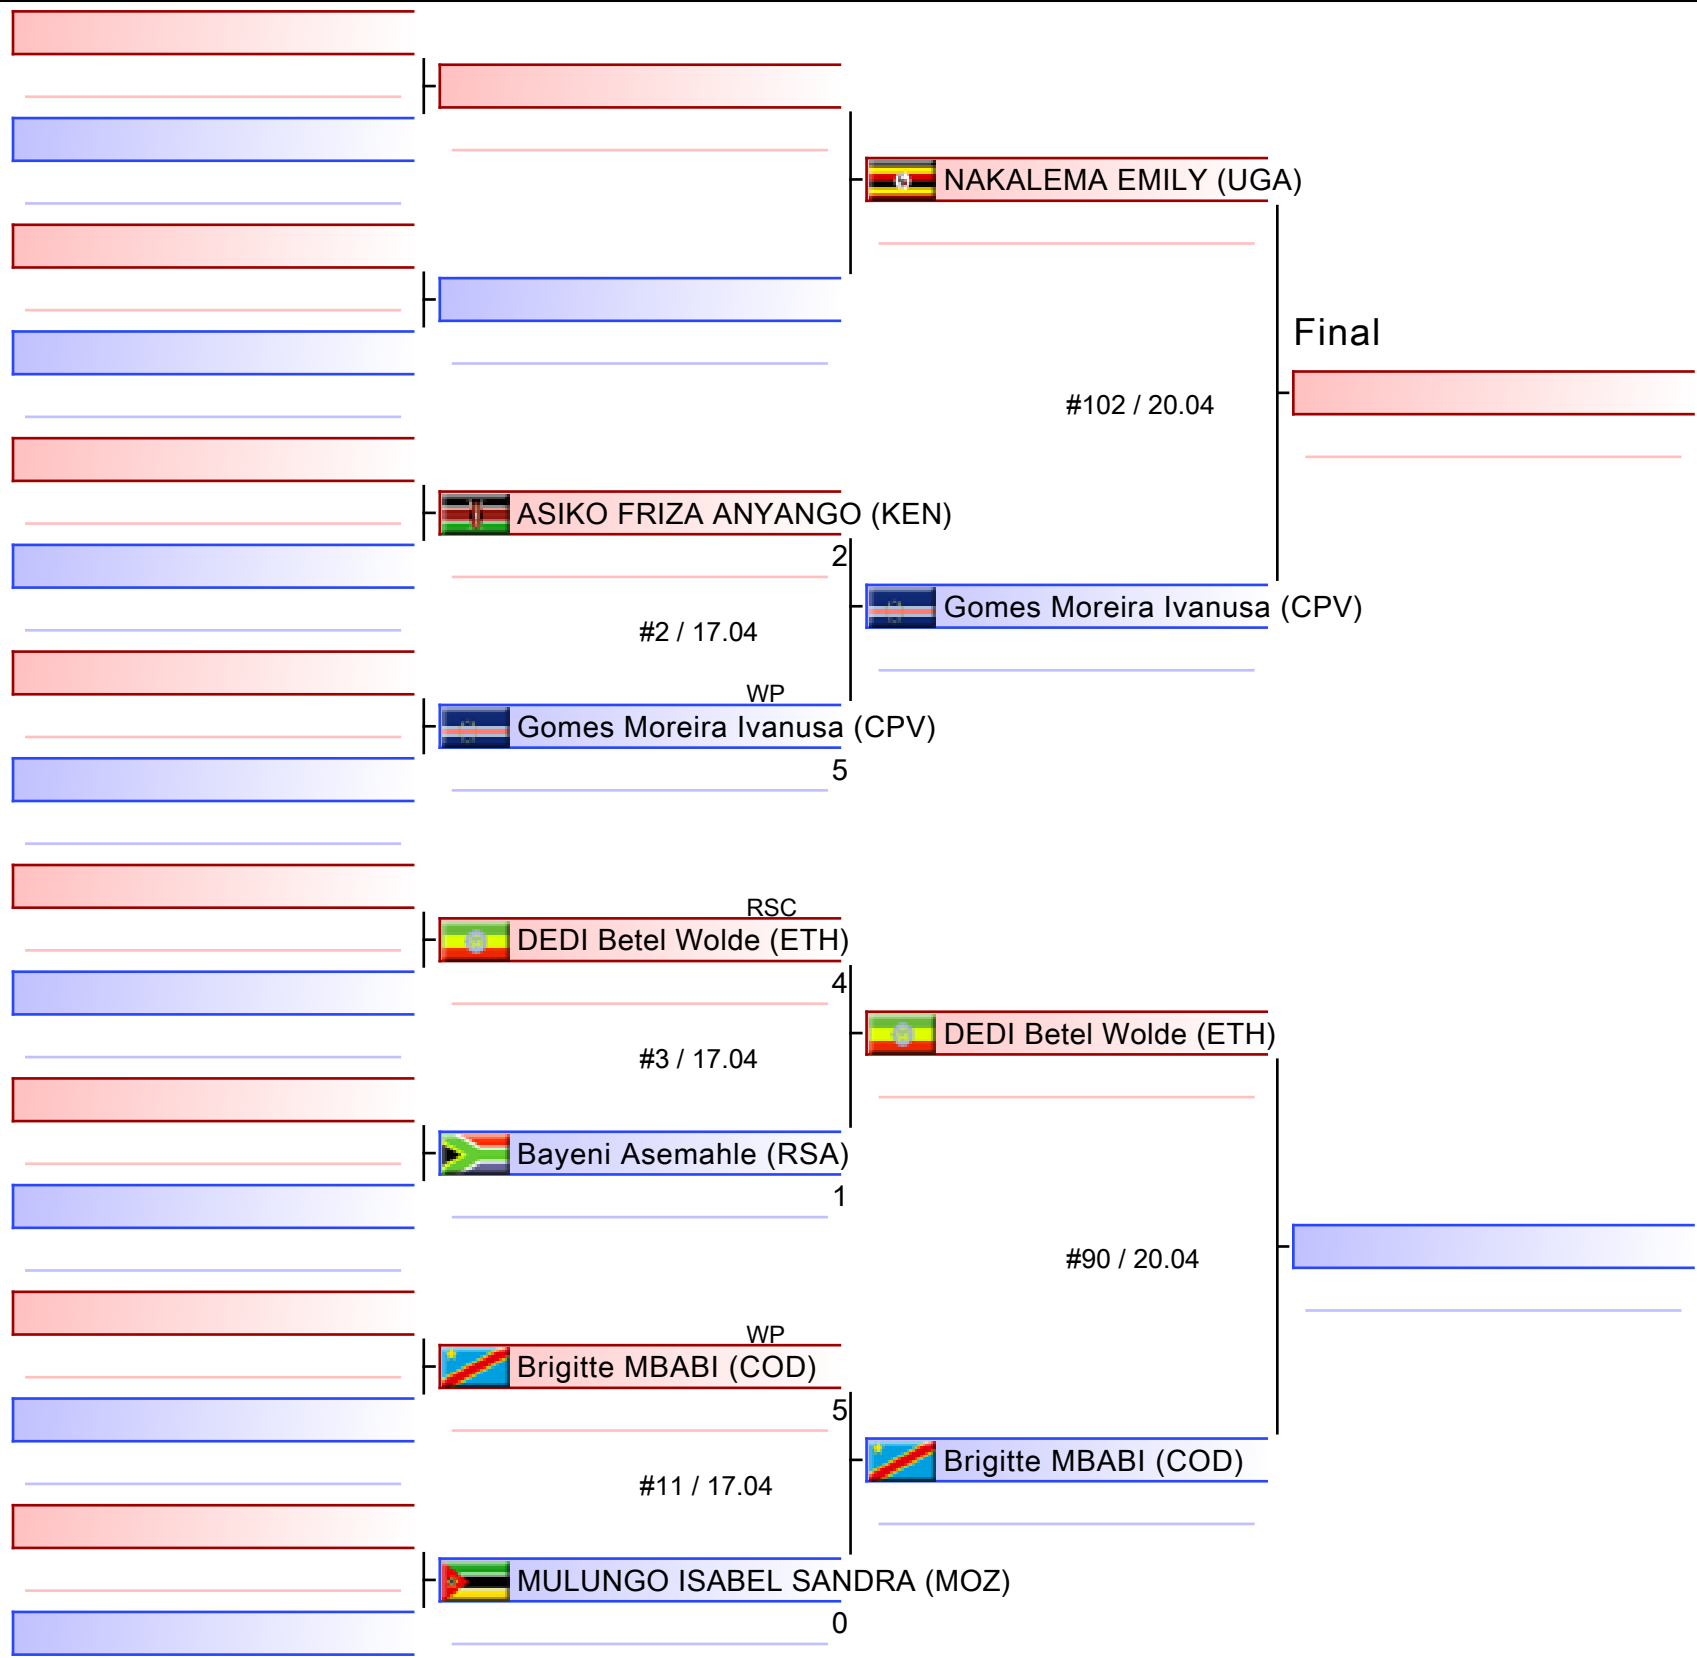 NAKALEMA EMILY (UGA)
Final
#102 / 20.04
ASIKO FRIZA ANYANGO (KEN)
2
Gomes Moreira Ivanusa (CPV)
#2 / 17.04
WP
Gomes Moreira Ivanusa (CPV)
5
RSC
DEDI Betel Wolde (ETH)
4
DEDI Betel Wolde (ETH)
#3 / 17.04
Bayeni Asemahle (RSA)
1
#90 / 20.04
WP
Brigitte MBABI (COD)
5
Brigitte MBABI (COD)
#11 / 17.04
MULUNGO ISABEL SANDRA (MOZ)
0